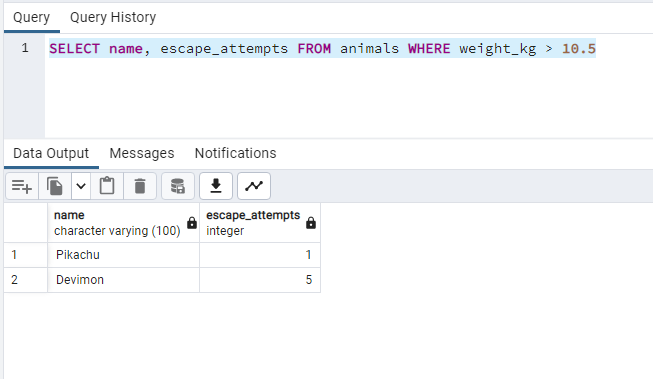 Query Query History
1 SELECT name, escape_attempts FROM animals WHERE weight_kg > 10.5
Data Output Messages Notifications
name escape_attempts
character varying (100) integer
1 Pikachu 1
2 Devimon 5